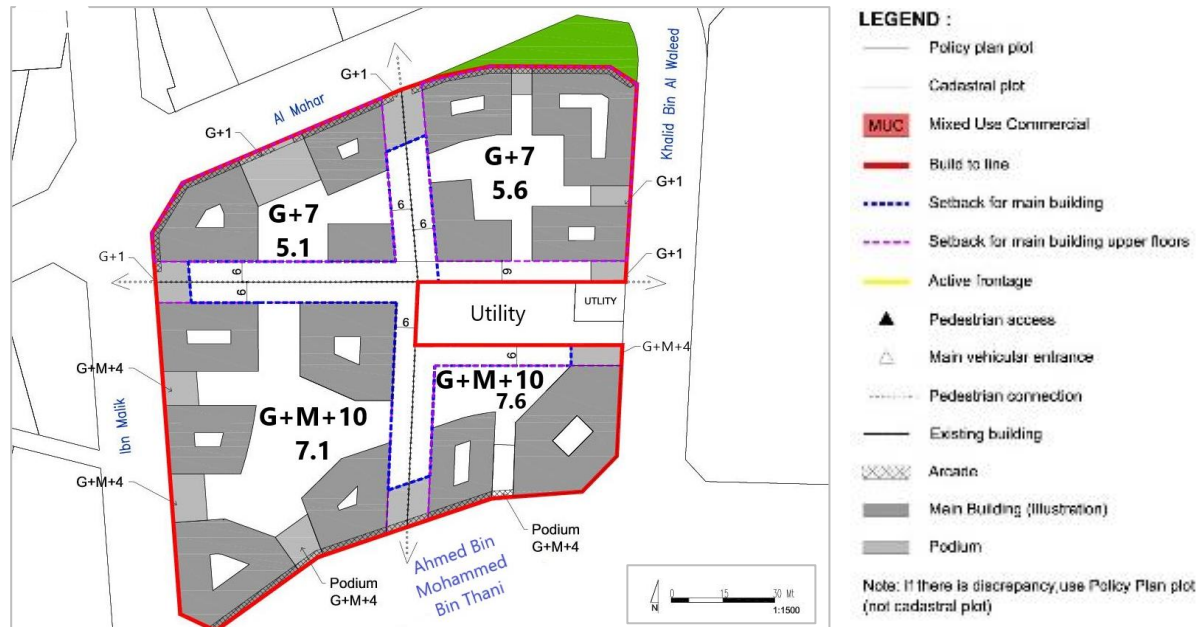 G+1
Al Mahar
G+1
Khalid Bin Al Waleed
G+7
5.6
G+1
6
6
G+7
5.1
G+1
G+1
6
6
6
6
Utility
UTLITY
6
G+M+4
G+M+4
G+M+10
7.6
G+M+10
7.1
Ibn Malik
G+M+4
Podium
G+M+4
Ahmed Bin
Mohammed
Bin Thani
Podium
G+M+4
N
0
15
30 Mt
1:1500
LEGEND :
Policy plan plot
Cadastral plot
MUC
Mixed Use Commercial
Build to line
Setback for main building
Setback for main building upper floors
Active frontage
Pedestrian access
Main vehicular entrance
Pedestrian connection
Existing building
Arcade
Main Building (Illustration)
Podium
Note: If there is discrepancy,use Policy Plan plot
(not cadastral plot)